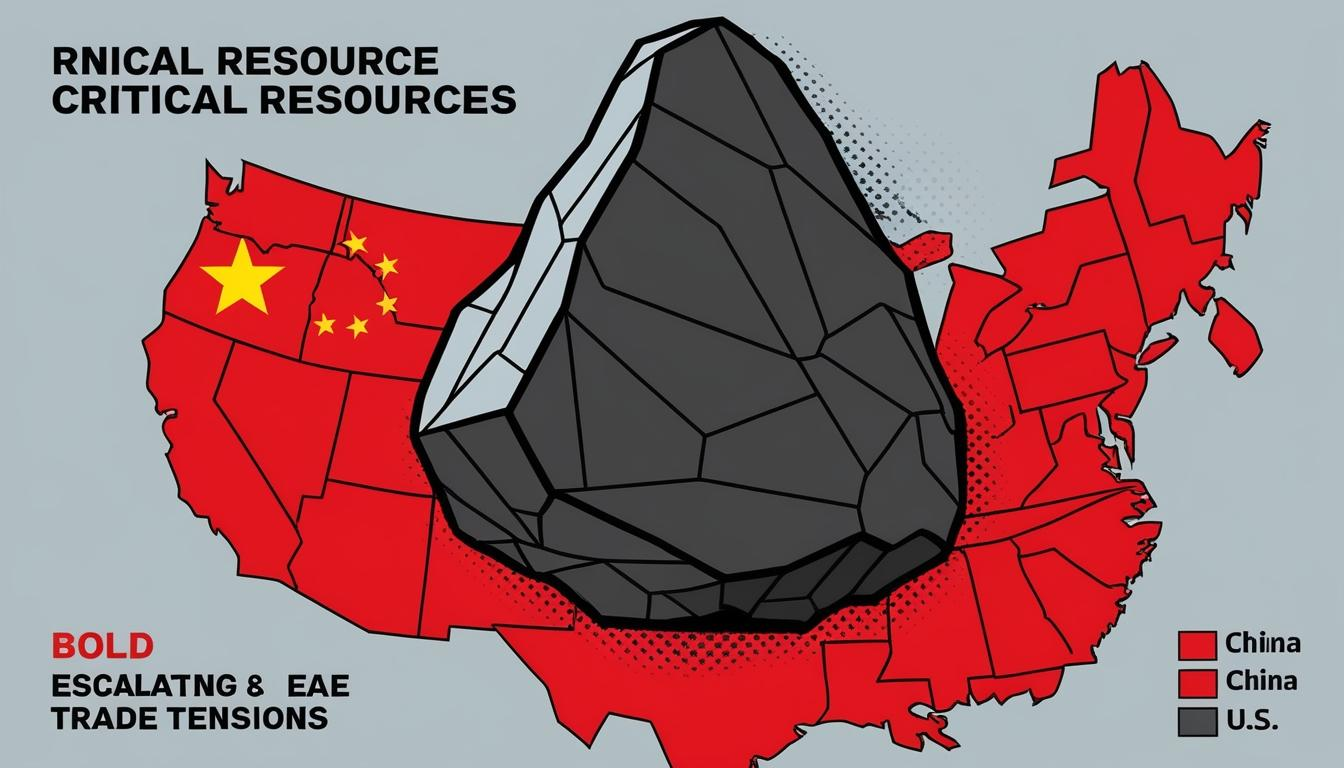 RNICAL RESOURCE
CRITICAL RESOURCES
BOLD
ESCALATNG & EAE
TRADE TENSIONS
China
China
U.S.